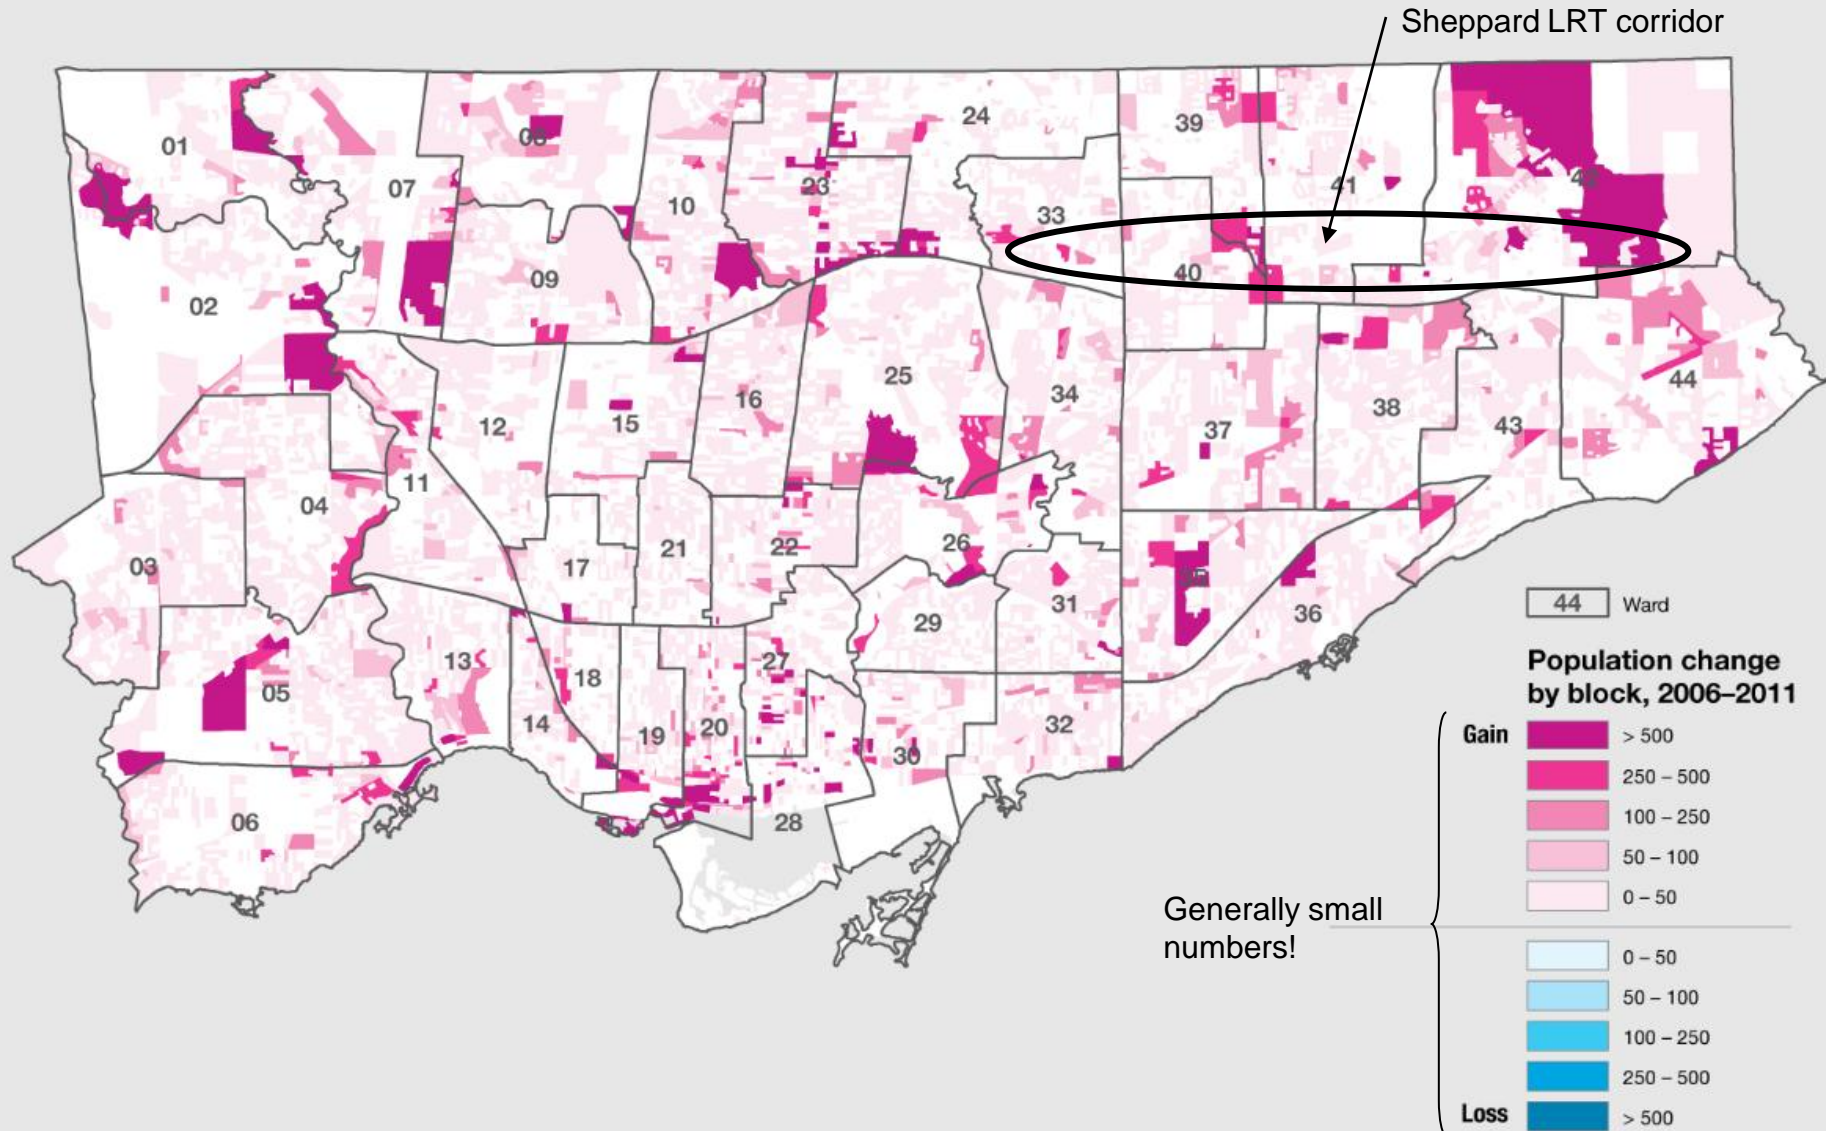 Sheppard LRT corridor
24
39
01
08
41
42
07
23
10
33
40
09
02
25
44
16
34
15
38
12
37
43
11
04
26
22
21
03
17
35
31
36
29
44 Ward
Population change
by block, 2006–2011
13
27
18
05
14
20
32
19
30
Gain
> 500
250 – 500
100 – 250
50 – 100
0 – 50
06
28
Generally small
numbers!
0 – 50
50 – 100
100 – 250
250 – 500
Loss
> 500